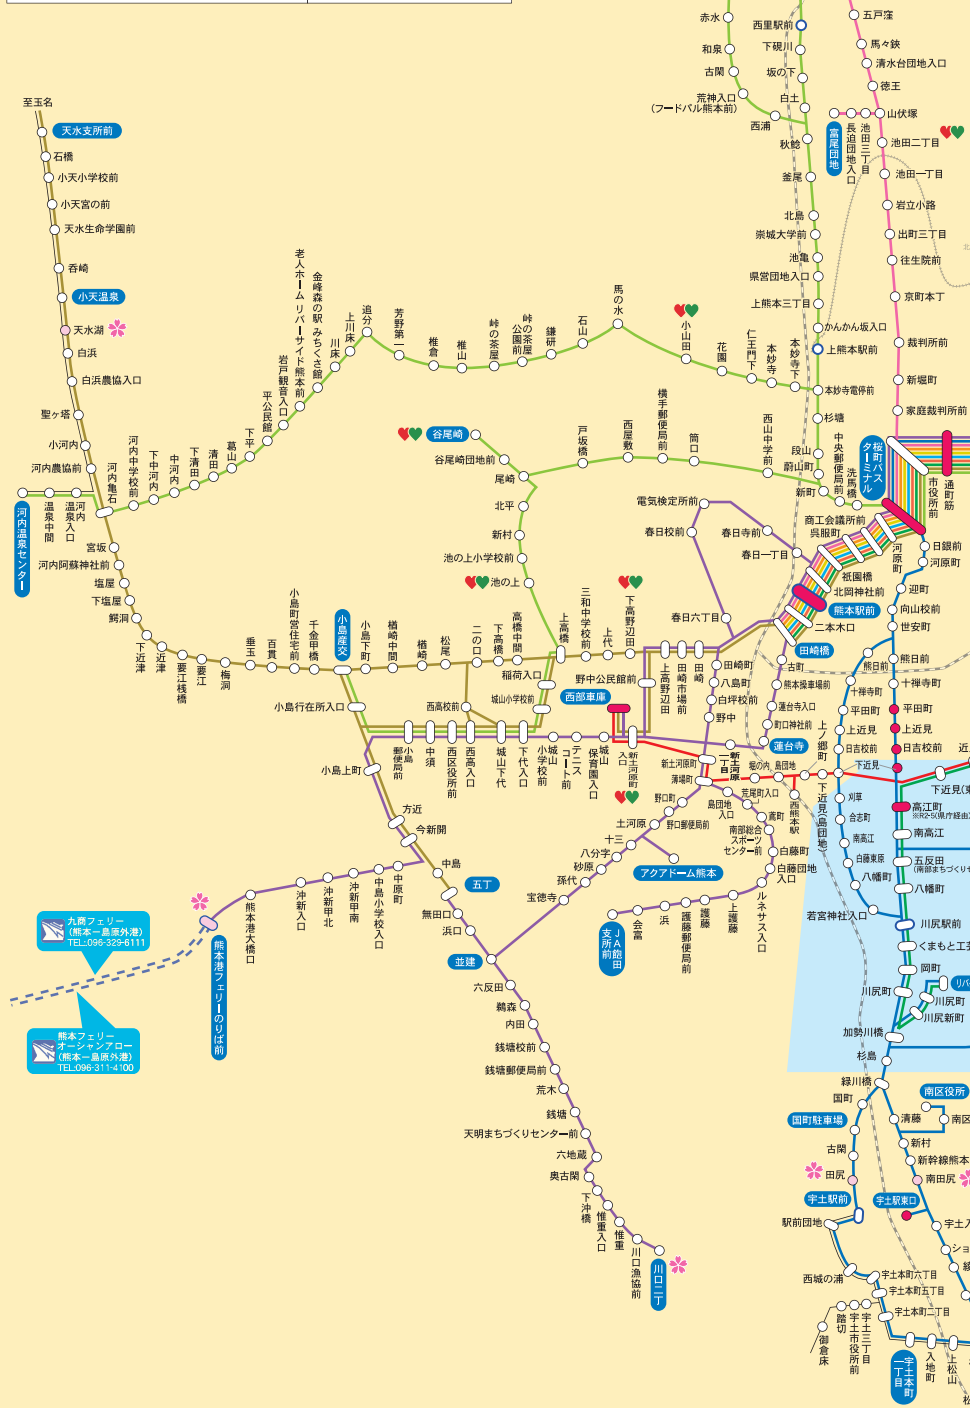 赤水
和泉
古閑
荒神入口
(フードパル熊本前)
西浦
西里駅前
下硯川
坂の下
白土
秋鯰
釜尾
北島
崇城大学前
池亀
県営団地入口
上熊本三丁目
かんかん坂入口
上熊本駅前
本妙寺電停前
杉塘
段山
蔚山町
新町
五戸窪
馬々鋏
清水台団地入口
徳王
山伏塚
池田三丁目
長迫団地入口
富尾団地
池田二丁目
池田一丁目
岩立小路
出町三丁目
往生院前
京町本丁
裁判所前
新堀町
家庭裁判所前
至玉名
天水支所前
石橋
小天小学校前
小天宮の前
天水生命学園前
呑崎
小天温泉
天水湖
白浜
白浜農協入口
聖ヶ塔
小河内
河内農協前
河内温泉センター
温泉中間
河内
温泉入口
河内亀石
河内中学校前
下中河内
中河内
下清田
清田
葛山
下平
平公民館
岩戸観音入口
老人ホーム リバーサイド熊本前
金峰森の駅 みちくさ館
川床
上川床
追分
芳野第一
椎倉
椎山
峠の茶屋
峠の茶屋
公園前
鎌研
石山
馬の水
小山田
花園
仁王門下
本妙寺
本妙寺下
谷尾崎
谷尾崎団地前
尾崎
戸坂橋
西屋敷
横手郵便局前
筒口
西山中学前
中央郵便局前
洗馬橋
桜町バス
ターミナル
市役所前
通町筋
北平
新村
池の上小学校前
池の上
電気検定所前
春日校前
春日寺前
春日一丁目
春日六丁目
商工会議所前
呉服町
河原町
日銀前
河原町
祇園橋
北岡神社前
熊本駅前
二本木口
田崎橋
迎町
向山校前
世安町
宮坂
河内阿蘇神社前
塩屋
下塩屋
鰐洞
下近津
近津
要江桟橋
要江
梅洞
垂玉
百貫
小島町営住宅前
千金甲橋
小島産交
小島下町
楢崎中間
楢崎
松尾
二の口
下高橋
高橋中間
稲荷入口
上高橋
三和中学校前
上代
下高野辺田
野中公民館前
上高野辺田
田崎市場前
田崎
田崎町
八島町
白坪校前
野中
古町
熊本操車場前
蓮台寺入口
町口神社前
蓮台寺
熊日前
熊日前
十禅寺町
十禅寺町
平田町
平田町
上近見
上近見
日吉校前
日吉校前
下近見
小島行在所入口
西高校前
城山小学校前
西部車庫
小島
郵便局前
中須
西区役所前
西高入口
城山下代
下代入口
城山
小学校前
テニス
コート前
城山
保育園入口
新土河原町
入口
新土河原町
薄場町
新土河原
一丁目
堀の内
島団地
西熊本駅
上ノ郷町
下近見(島団地)
小島上町
方近
今新開
中島
五丁
無田口
浜口
並建
野口町
野口郵便局前
土河原
十三
八分字
砂原
孫代
宝徳寺
アクアドーム熊本
島団地
入口
荒尾町入口
鳶町
南部総合
スポーツ
センター前
白藤町
白藤団地
入口
ルネサス入口
上護藤
護藤
護藤郵便局前
浜
会富
JA飽田
支所前
刈草
合志町
南高江
白藤東原
八幡町
若宮神社入口
高江町
南高江
五反田
八幡町
川尻駅前
岡町
川尻町
川尻町
川尻新町
加勢川橋
杉島
緑川橋
南区役所
国町
国町駐車場
清藤
新村
古閑
田尻
南田尻
宇土駅前
宇土駅東口
駅前団地
西城の浦
宇土本町六丁目
宇土本町五丁目
宇土本町二丁目
御倉床
踏切
宇土市役所前
宇土三丁目
宇土本町
一丁目
入地町
上松山
中原町
中島小学校入口
沖新甲南
沖新甲北
沖新入口
熊本港大橋口
熊本港フェリーのりば前
九商フェリー
(熊本ー島原外港)
TEL:096-329-6111
熊本フェリー
オーシャンアロー
(熊本ー島原外港)
TEL:096-311-4100
六反田
鵜森
内田
銭塘校前
銭塘郵便局前
荒木
銭塘
天明まちづくりセンター前
六地蔵
奥古閑
下沖橋
惟重入口
惟重
川口漁協前
川口二丁